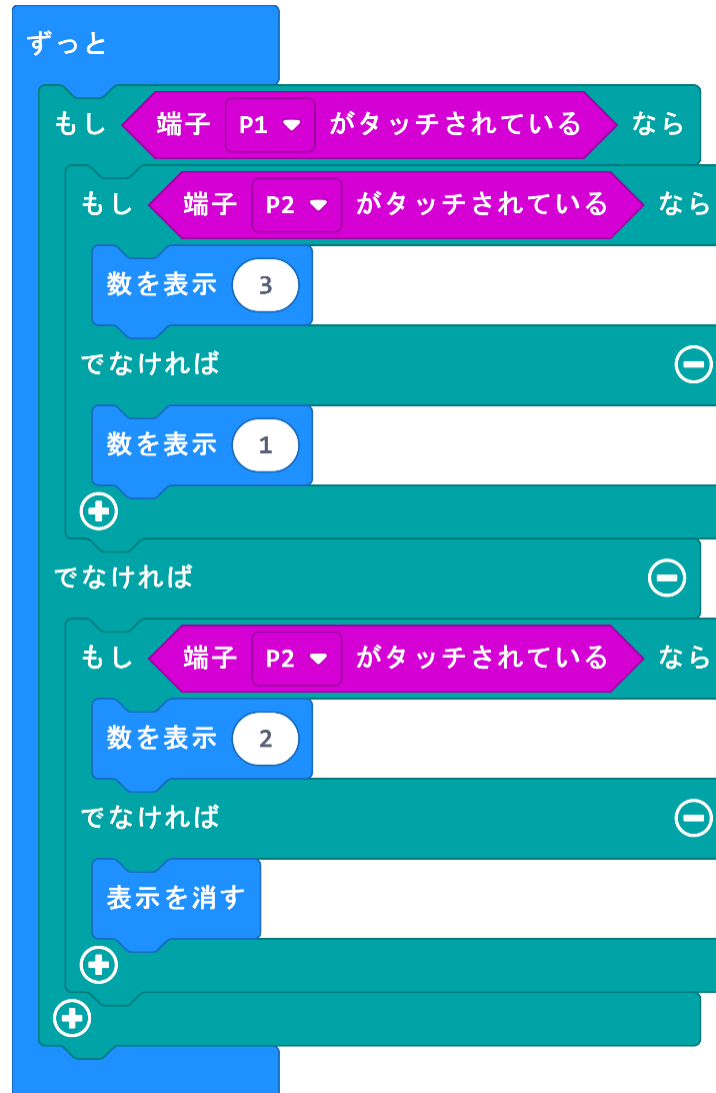 ずっと
もし 端子 P1 がタッチされている なら
もし 端子 P2 がタッチされている なら
数を表示 3
でなければ
数を表示 1
でなければ
もし 端子 P2 がタッチされている なら
数を表示 2
でなければ
表示を消す